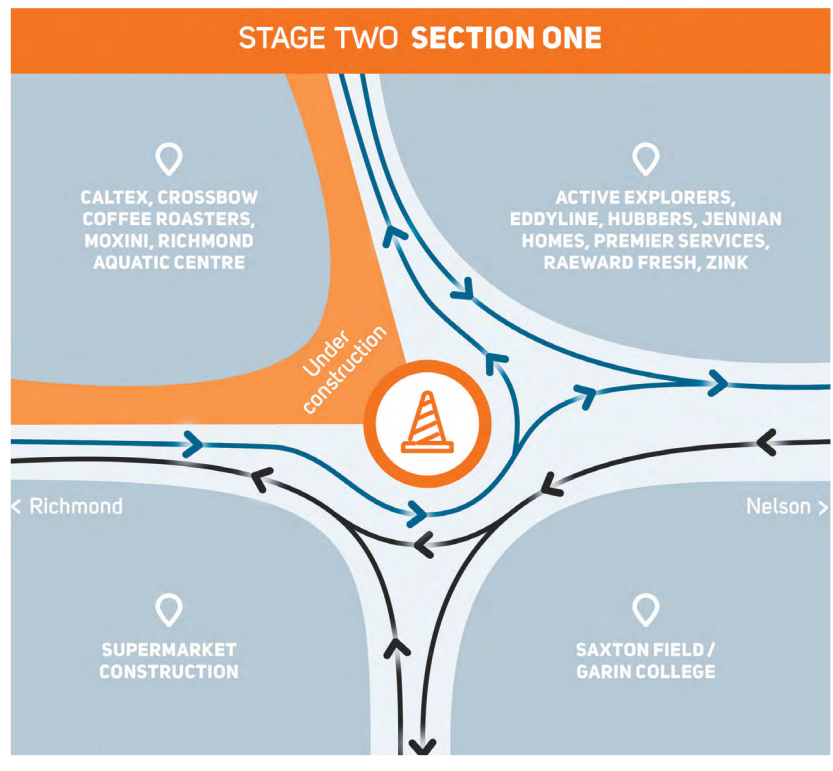 STAGE TWO SECTION ONE
CALTEX, CROSSBOW
COFFEE ROASTERS,
MOXINI, RICHMOND
AQUATIC CENTRE
ACTIVE EXPLORERS,
EDDYLINE, HUBBERS, JENNIAN
HOMES, PREMIER SERVICES,
RAEWARD FRESH, ZINK
Under
construction
< Richmond
Nelson >
SUPERMARKET
CONSTRUCTION
SAXTON FIELD /
GARIN COLLEGE